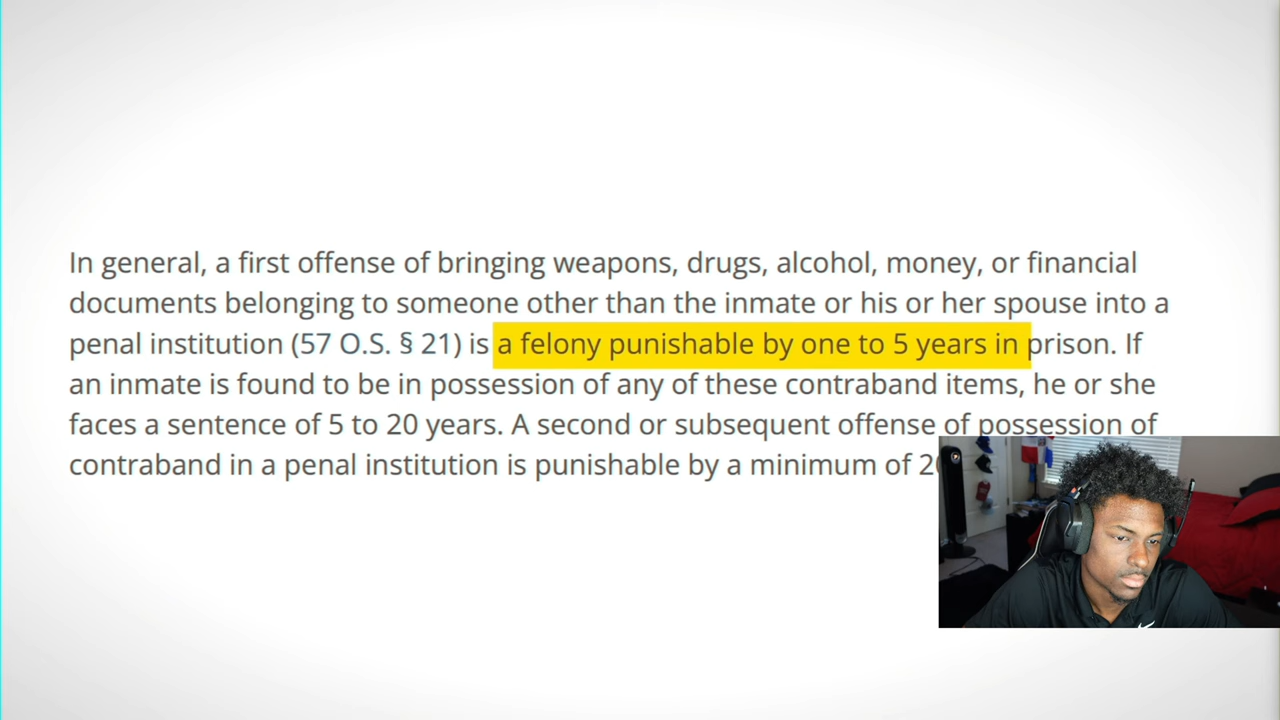 In general, a first offense of bringing weapons, drugs, alcohol, money, or financial
documents belonging to someone other than the inmate or his or her spouse into a
penal institution (57 O.S. § 21) is a felony punishable by one to 5 years in prison. If
an inmate is found to be in possession of any of these contraband items, he or she
faces a sentence of 5 to 20 years. A second or subsequent offense of possession of
contraband in a penal institution is punishable by a minimum of